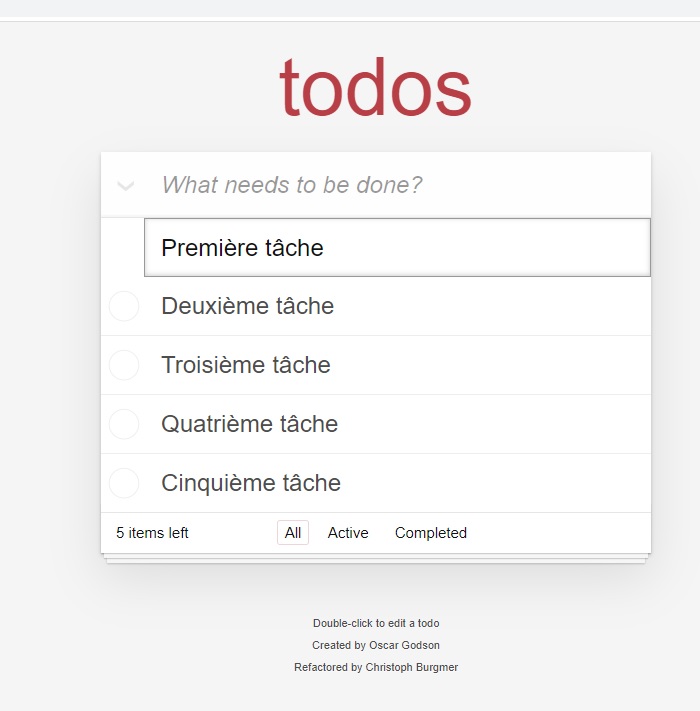 todos
What needs to be done?
Première tâche
Deuxième tâche
Troisième tâche
Quatrième tâche
Cinquième tâche
5 items left All Active Completed
Double-click to edit a todo
Created by Oscar Godson
Refactored by Christoph Burgmer